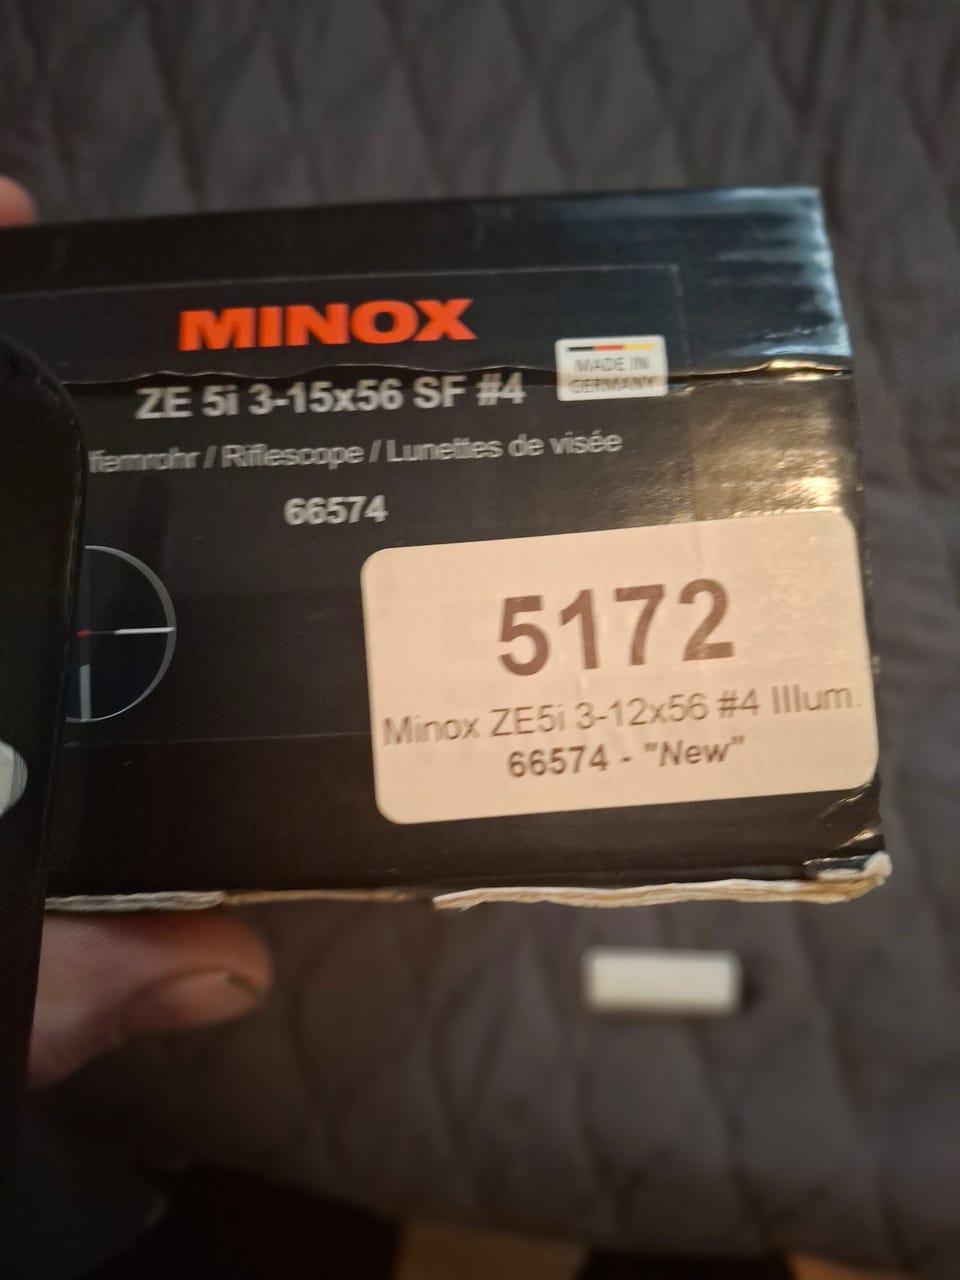 MINOX
MADE IN
GERMANY
ZE 5i 3-15x56 SF #4
lfernrohr / Riflescope / Lunettes de visée
66574
5172
Minox ZE5i 3-12x56 #4 Illum.
66574 - "New"